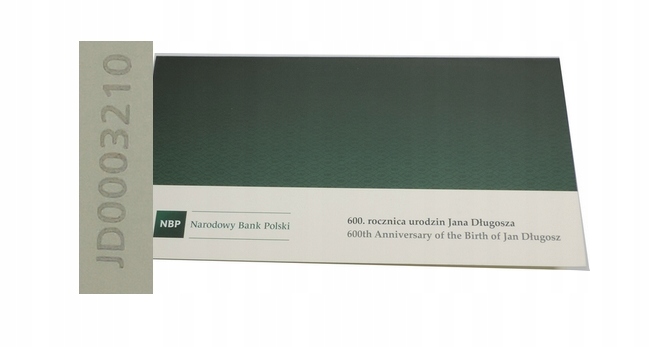 JD0003210
NBP
Narodowy Bank Polski
600. rocznica urodzin Jana Długosza
600th Anniversary of the Birth of Jan Długosz